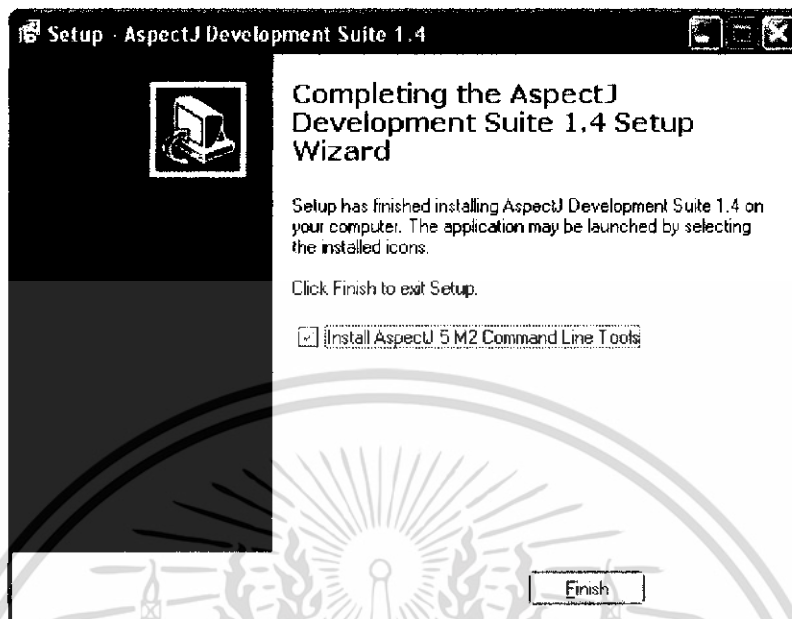 Setup - AspectJ Development Suite 1.4
Completing the AspectJ
Development Suite 1.4 Setup
Wizard
Setup has finished installing AspectJ Development Suite 1.4 on
your computer. The application may be launched by selecting
the installed icons.
Click Finish to exit Setup.
Install AspectJ 5 M2 Command Line Tools
Finish